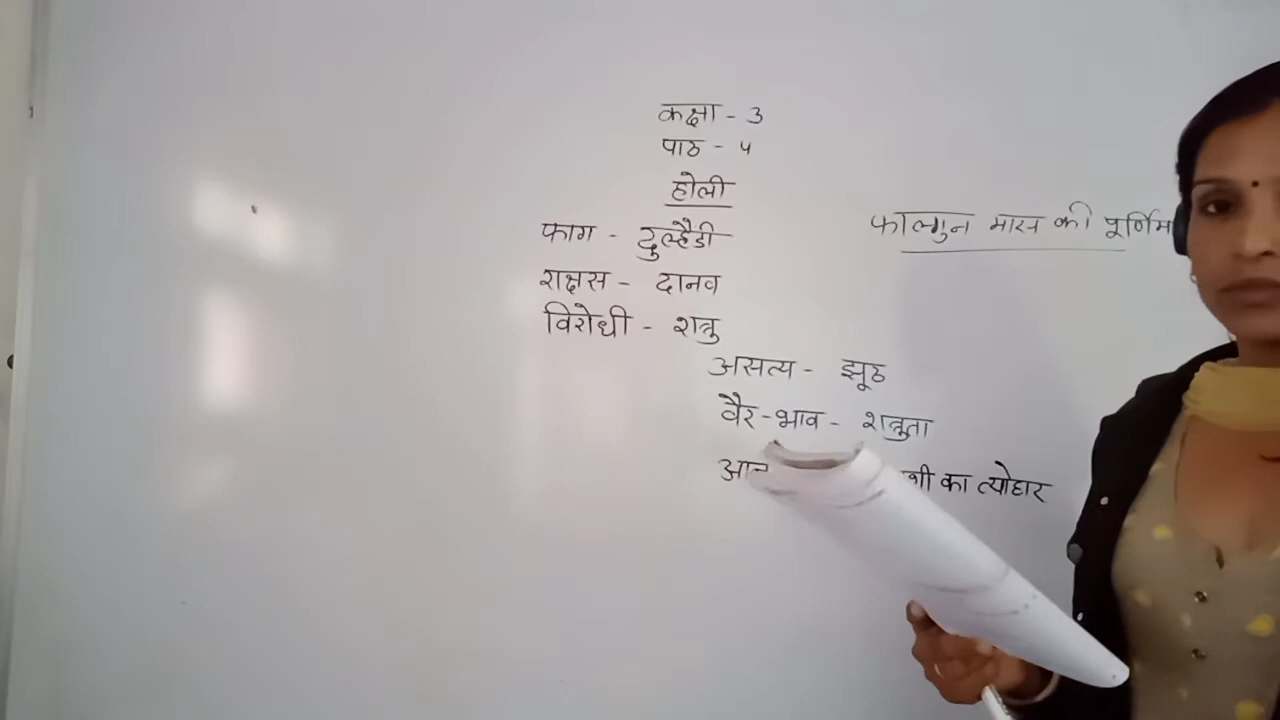 कक्षा - 3
पाठ - 5
होली
फाग - दुल्हैडी
फाल्गुन मास की
राक्षस - दानव
विरोधी - शत्रु
असत्य - झूठ
वैर-भाव - शत्रुता
का त्योहार